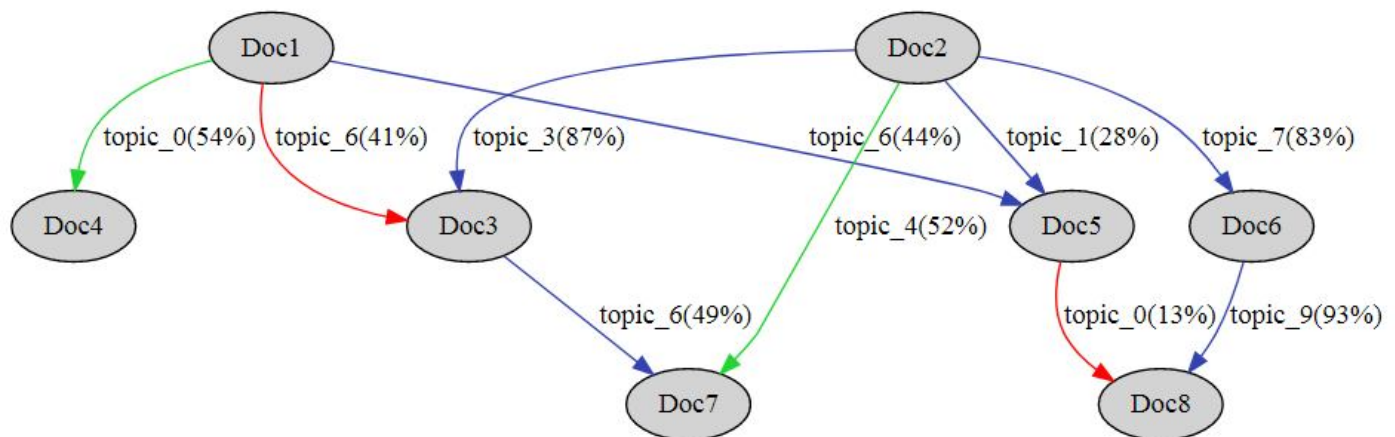 Doc1
Doc2
topic_0(54%)
topic_6(41%)
topic_3(87%)
topic_6(44%)
topic_1(28%)
topic_7(83%)
Doc4
Doc3
topic_4(52%)
Doc5
Doc6
topic_6(49%)
topic_0(13%)
topic_9(93%)
Doc7
Doc8